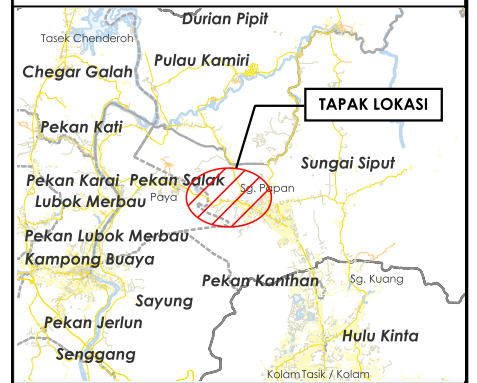 Durian Pipit
Tasek Chenderoh
Pulau Kamiri
Chegar Galah
TAPAK LOKASI
Pekan Kati
Sungai Siput
Pekan Karai
Pekan Salak
Sg. Pepan
Lubok Merbau
Paya
Pekan Lubok Merbau
Kampong Buaya
Pekan Kanthan
Sg. Kuang
Sayung
Pekan Jerlun
Hulu Kinta
Senggang
Kolam Tasik / Kolam